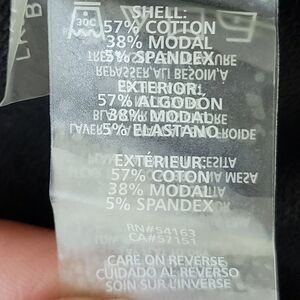 30C
SHELL:
57% COTTON
38% MODAL
5% SPANDEX
EXTERIOR:
57% ALGODÓN
38% MODAL
5% ELASTANO
EXTÉRIEUR:
57% COTON
38% MODAL
5% SPANDEX
RN#54163
CA#57151
CARE ON REVERSE
CUIDADO AL REVERSO
SOIN SUR L'INVERSE